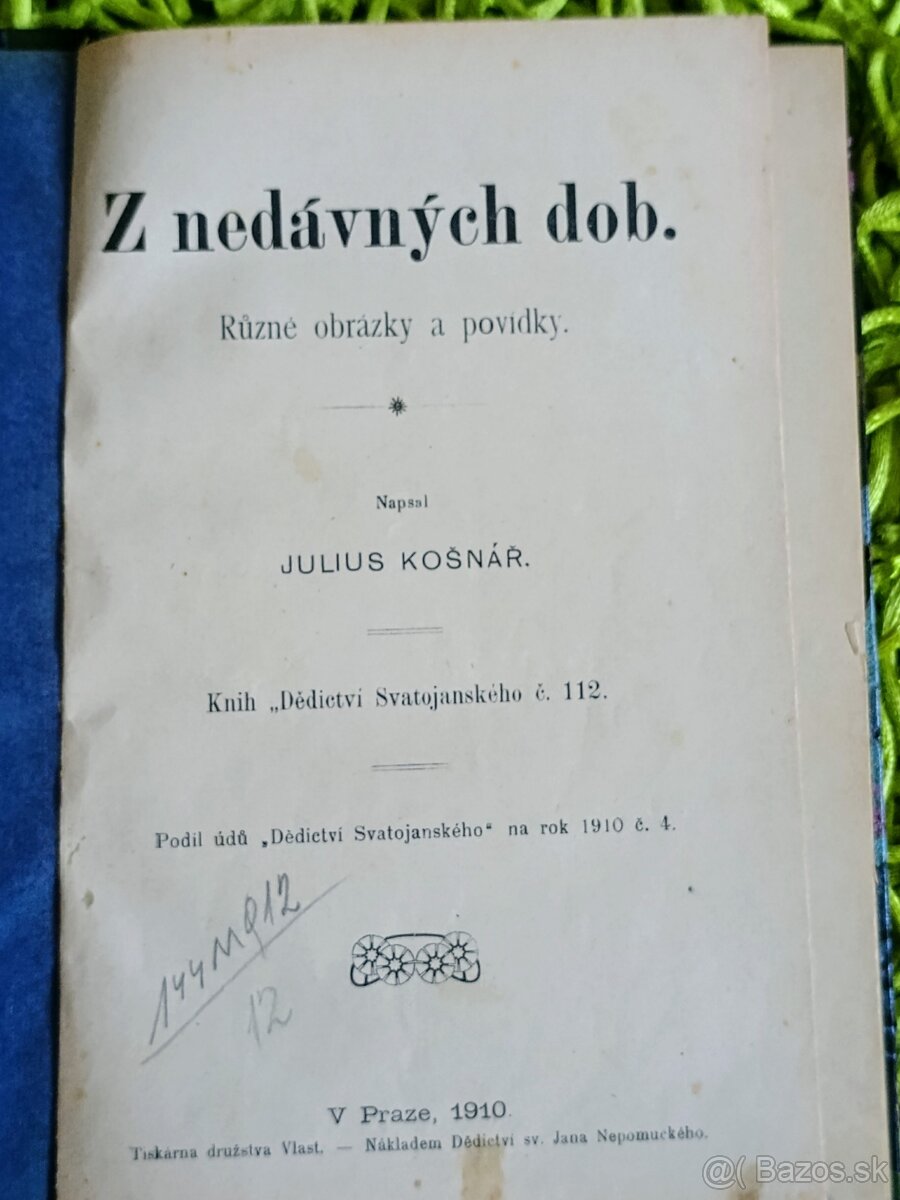 Z nedávných dob.
Různé obrázky a povídky.
Napsal
JULIUS KOŠNÁŘ.
Knih „Dědictví Svatojanského č. 112.
Podíl údů „Dědictví Svatojanského“ na rok 1910 č. 4.
12
V Praze, 1910.
Tiskárna družstva Vlast. — Nákladem Dědictví sv. Jana Nepomuckého.
@( Bazos.sk